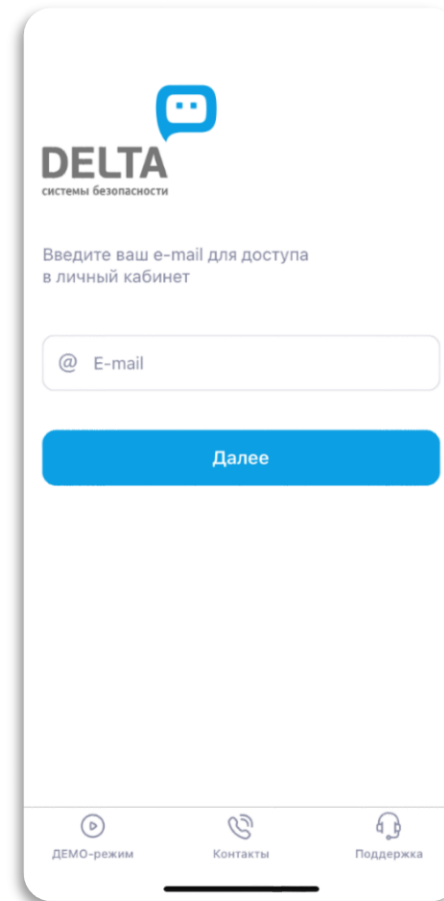 DELTA
системы безопасности
Введите ваш e-mail для доступа
в личный кабинет
@ E-mail
Далее
ДЕМО-режим
Контакты
Поддержка